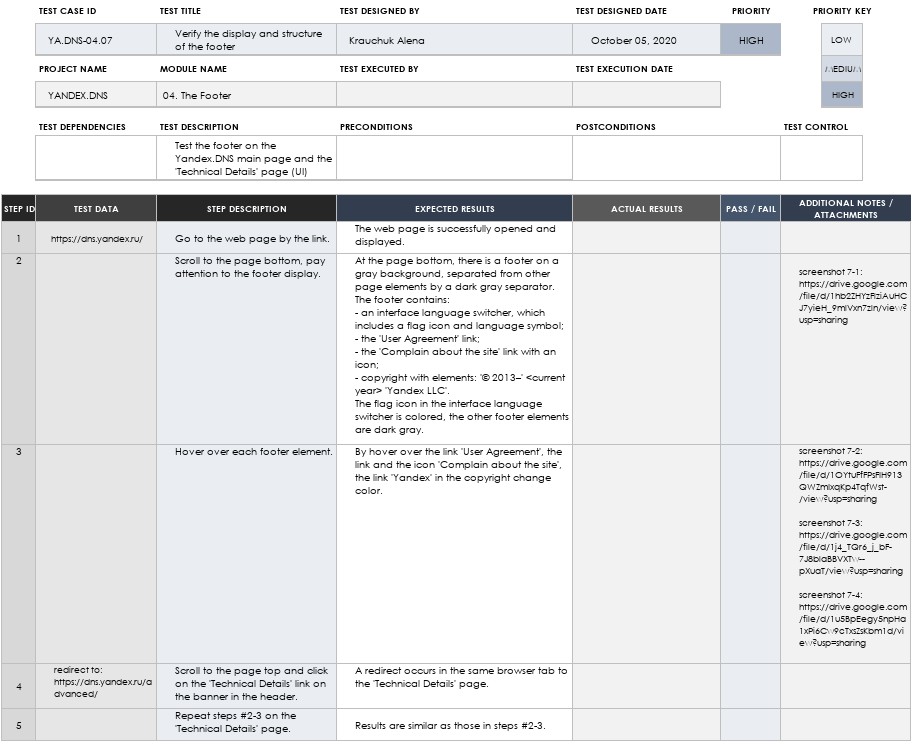 TEST CASE ID
TEST TITLE
TEST DESIGNED BY
TEST DESIGNED DATE
PRIORITY
PRIORITY KEY
YA.DNS-04.07
Verify the display and structure
of the footer
Krauchuk Alena
October 05, 2020
HIGH
LOW
PROJECT NAME
MODULE NAME
TEST EXECUTED BY
TEST EXECUTION DATE
MEDIUM
YANDEX.DNS
04. The Footer
HIGH
TEST DEPENDENCIES
TEST DESCRIPTION
PRECONDITIONS
POSTCONDITIONS
TEST CONTROL
Test the footer on the
Yandex.DNS main page and the
'Technical Details' page (UI)
STEP ID
TEST DATA
STEP DESCRIPTION
EXPECTED RESULTS
ACTUAL RESULTS
PASS / FAIL
ADDITIONAL NOTES /
ATTACHMENTS
1
https://dns.yandex.ru/
Go to the web page by the link.
The web page is successfully opened and
displayed.
2
Scroll to the page bottom, pay
attention to the footer display.
At the page bottom, there is a footer on a
gray background, separated from other
page elements by a dark gray separator.
The footer contains:
- an interface language switcher, which
includes a flag icon and language symbol;
- the 'User Agreement' link;
- the 'Complain about the site' link with an
icon;
- copyright with elements: '© 2013–' <current
year> 'Yandex LLC'.
The flag icon in the interface language
switcher is colored, the other footer elements
are dark gray.
screenshot 7-1:
https://drive.google.com
usp=sharing
3
Hover over each footer element.
By hover over the link 'User Agreement', the
link and the icon 'Complain about the site',
the link 'Yandex' in the copyright change
color.
screenshot 7-2:
https://drive.google.com
/view?usp=sharing
screenshot 7-3:
https://drive.google.com
screenshot 7-4:
https://drive.google.com
ew?usp=sharing
4
redirect to:
https://dns.yandex.ru/a
dvanced/
Scroll to the page top and click
on the 'Technical Details' link on
the banner in the header.
A redirect occurs in the same browser tab to
the 'Technical Details' page.
5
Repeat steps #2-3 on the
'Technical Details' page.
Results are similar as those in steps #2-3.